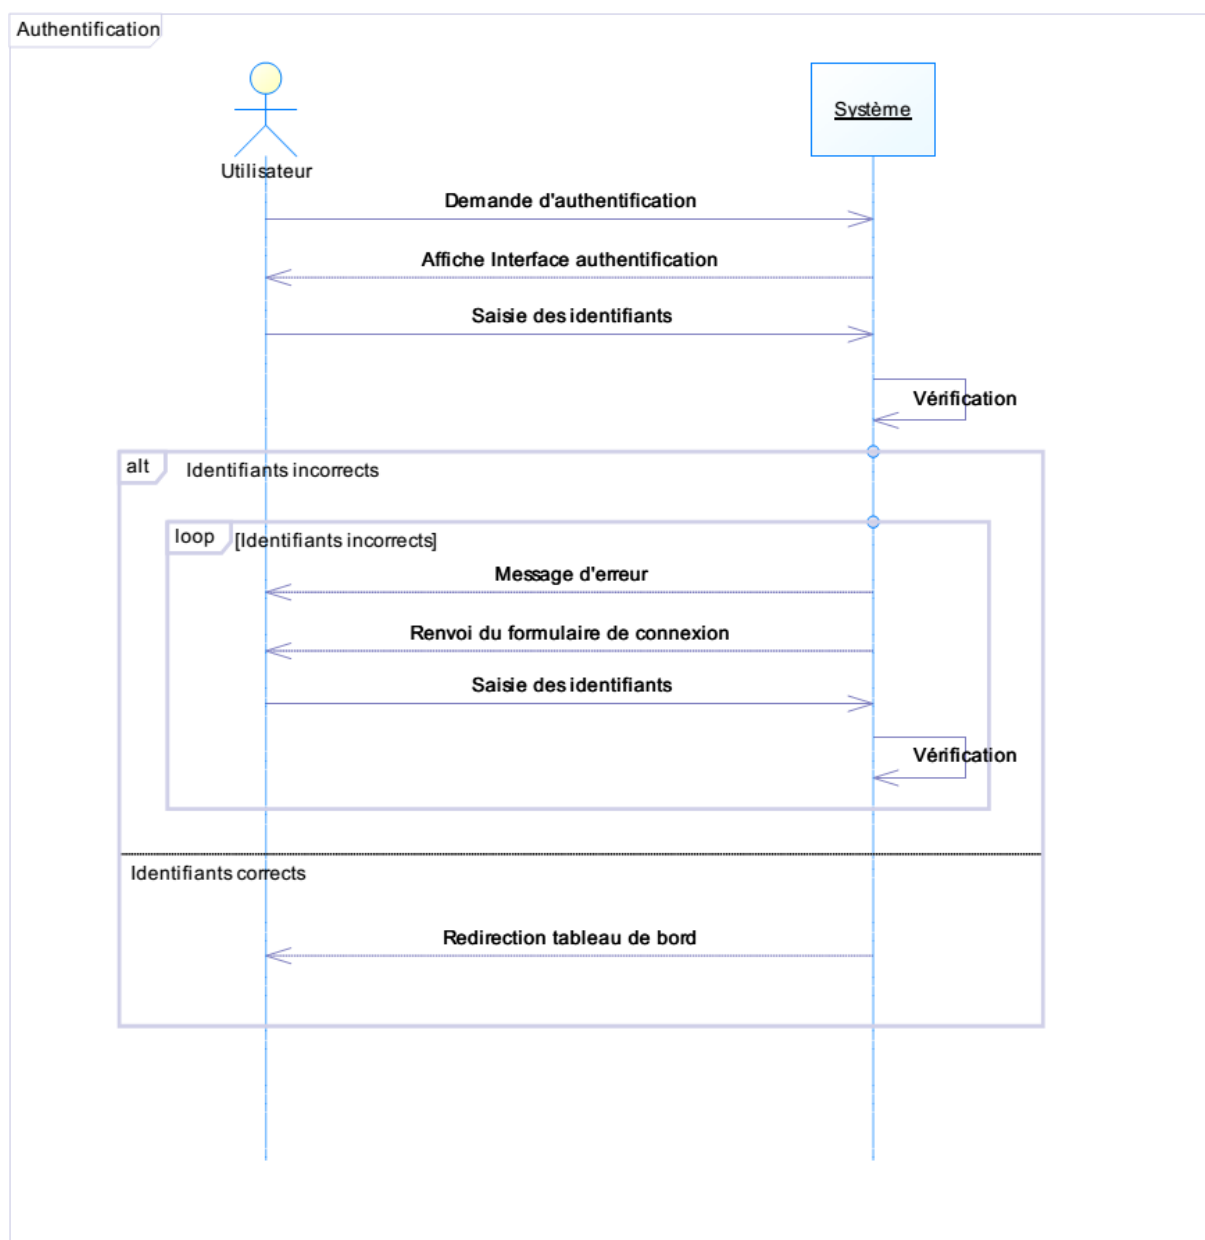 Authentification
Système
Utilisateur
Demande d'authentification
Affiche Interface authentification
Saisie des identifiants
Vérification
alt
Identifiants incorrects
loop
[Identifiants incorrects]
Message d'erreur
Renvoi du formulaire de connexion
Saisie des identifiants
Vérification
Identifiants corrects
Redirection tableau de bord